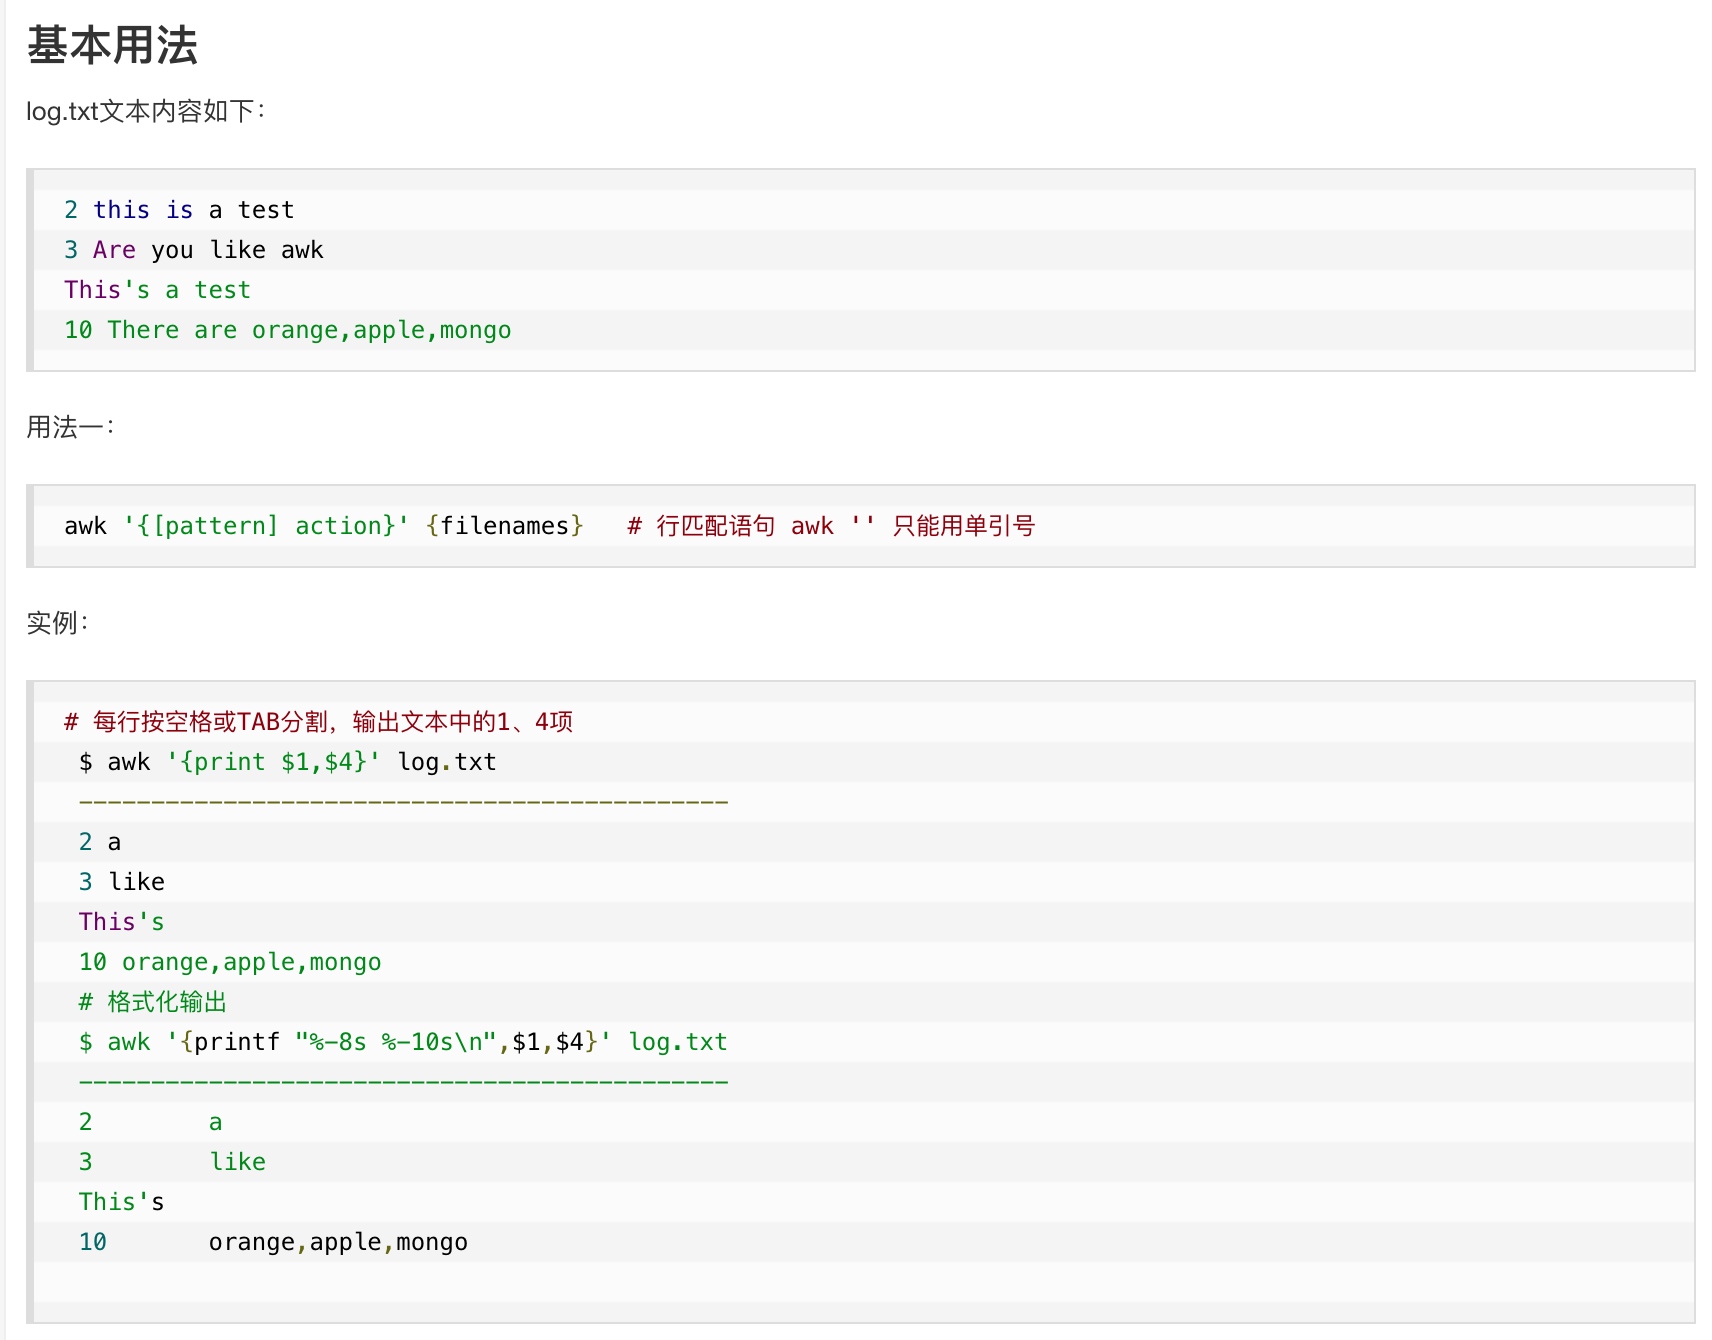 基本用法
log.txt文本内容如下：
2 this is a test
3 Are you like awk
This's a test
10 There are orange,apple,mongo
用法一：
awk '{[pattern] action}' {filenames}   # 行匹配语句 awk '' 只能用单引号
实例：
# 每行按空格或TAB分割，输出文本中的1、4项
 $ awk '{print $1,$4}' log.txt
 ---------------------------------------------
 2 a
 3 like
 This's
 10 orange,apple,mongo
 # 格式化输出
 $ awk '{printf "%-8s %-10s\n",$1,$4}' log.txt
 ---------------------------------------------
 2        a
 3        like
 This's
 10       orange,apple,mongo